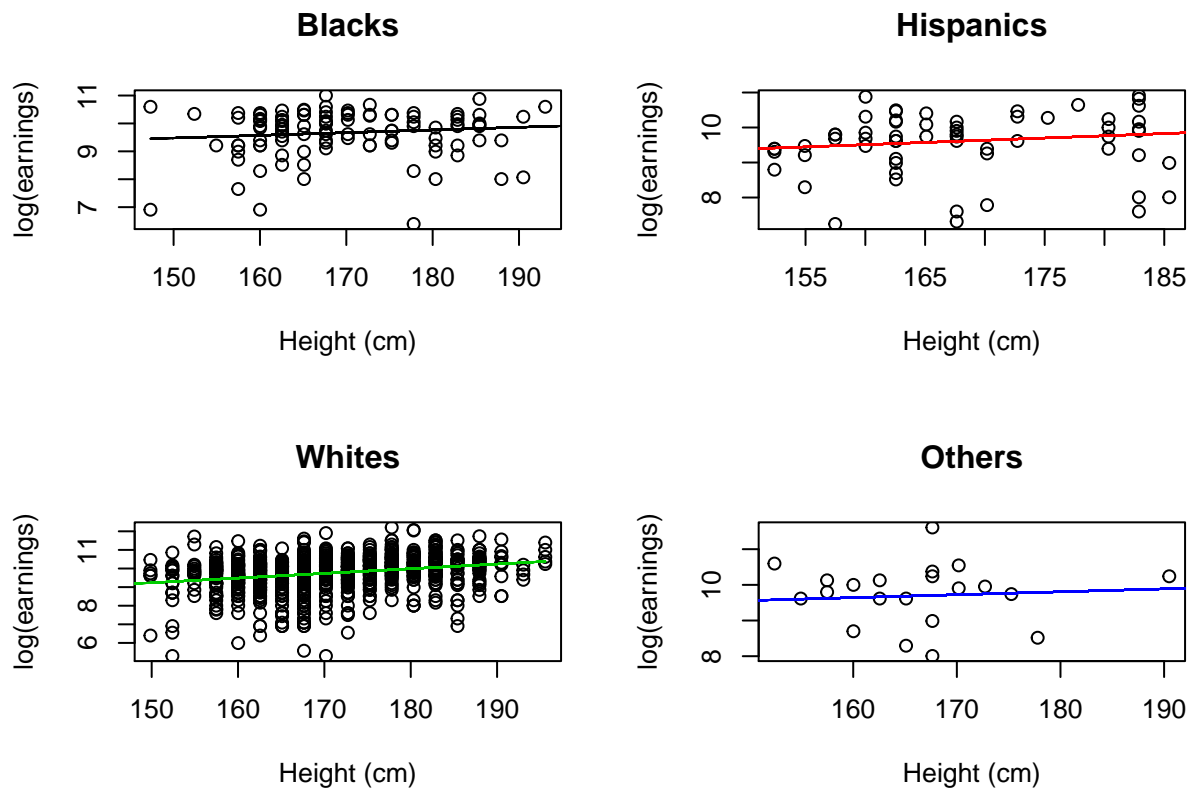 Blacks
log(earnings)
11
9
7
150 160 170 180 190
Height (cm)
Hispanics
log(earnings)
10
8
155 165 175 185
Height (cm)
Whites
log(earnings)
11
8
6
150 160 170 180 190
Height (cm)
Others
log(earnings)
10
8
160 170 180 190
Height (cm)